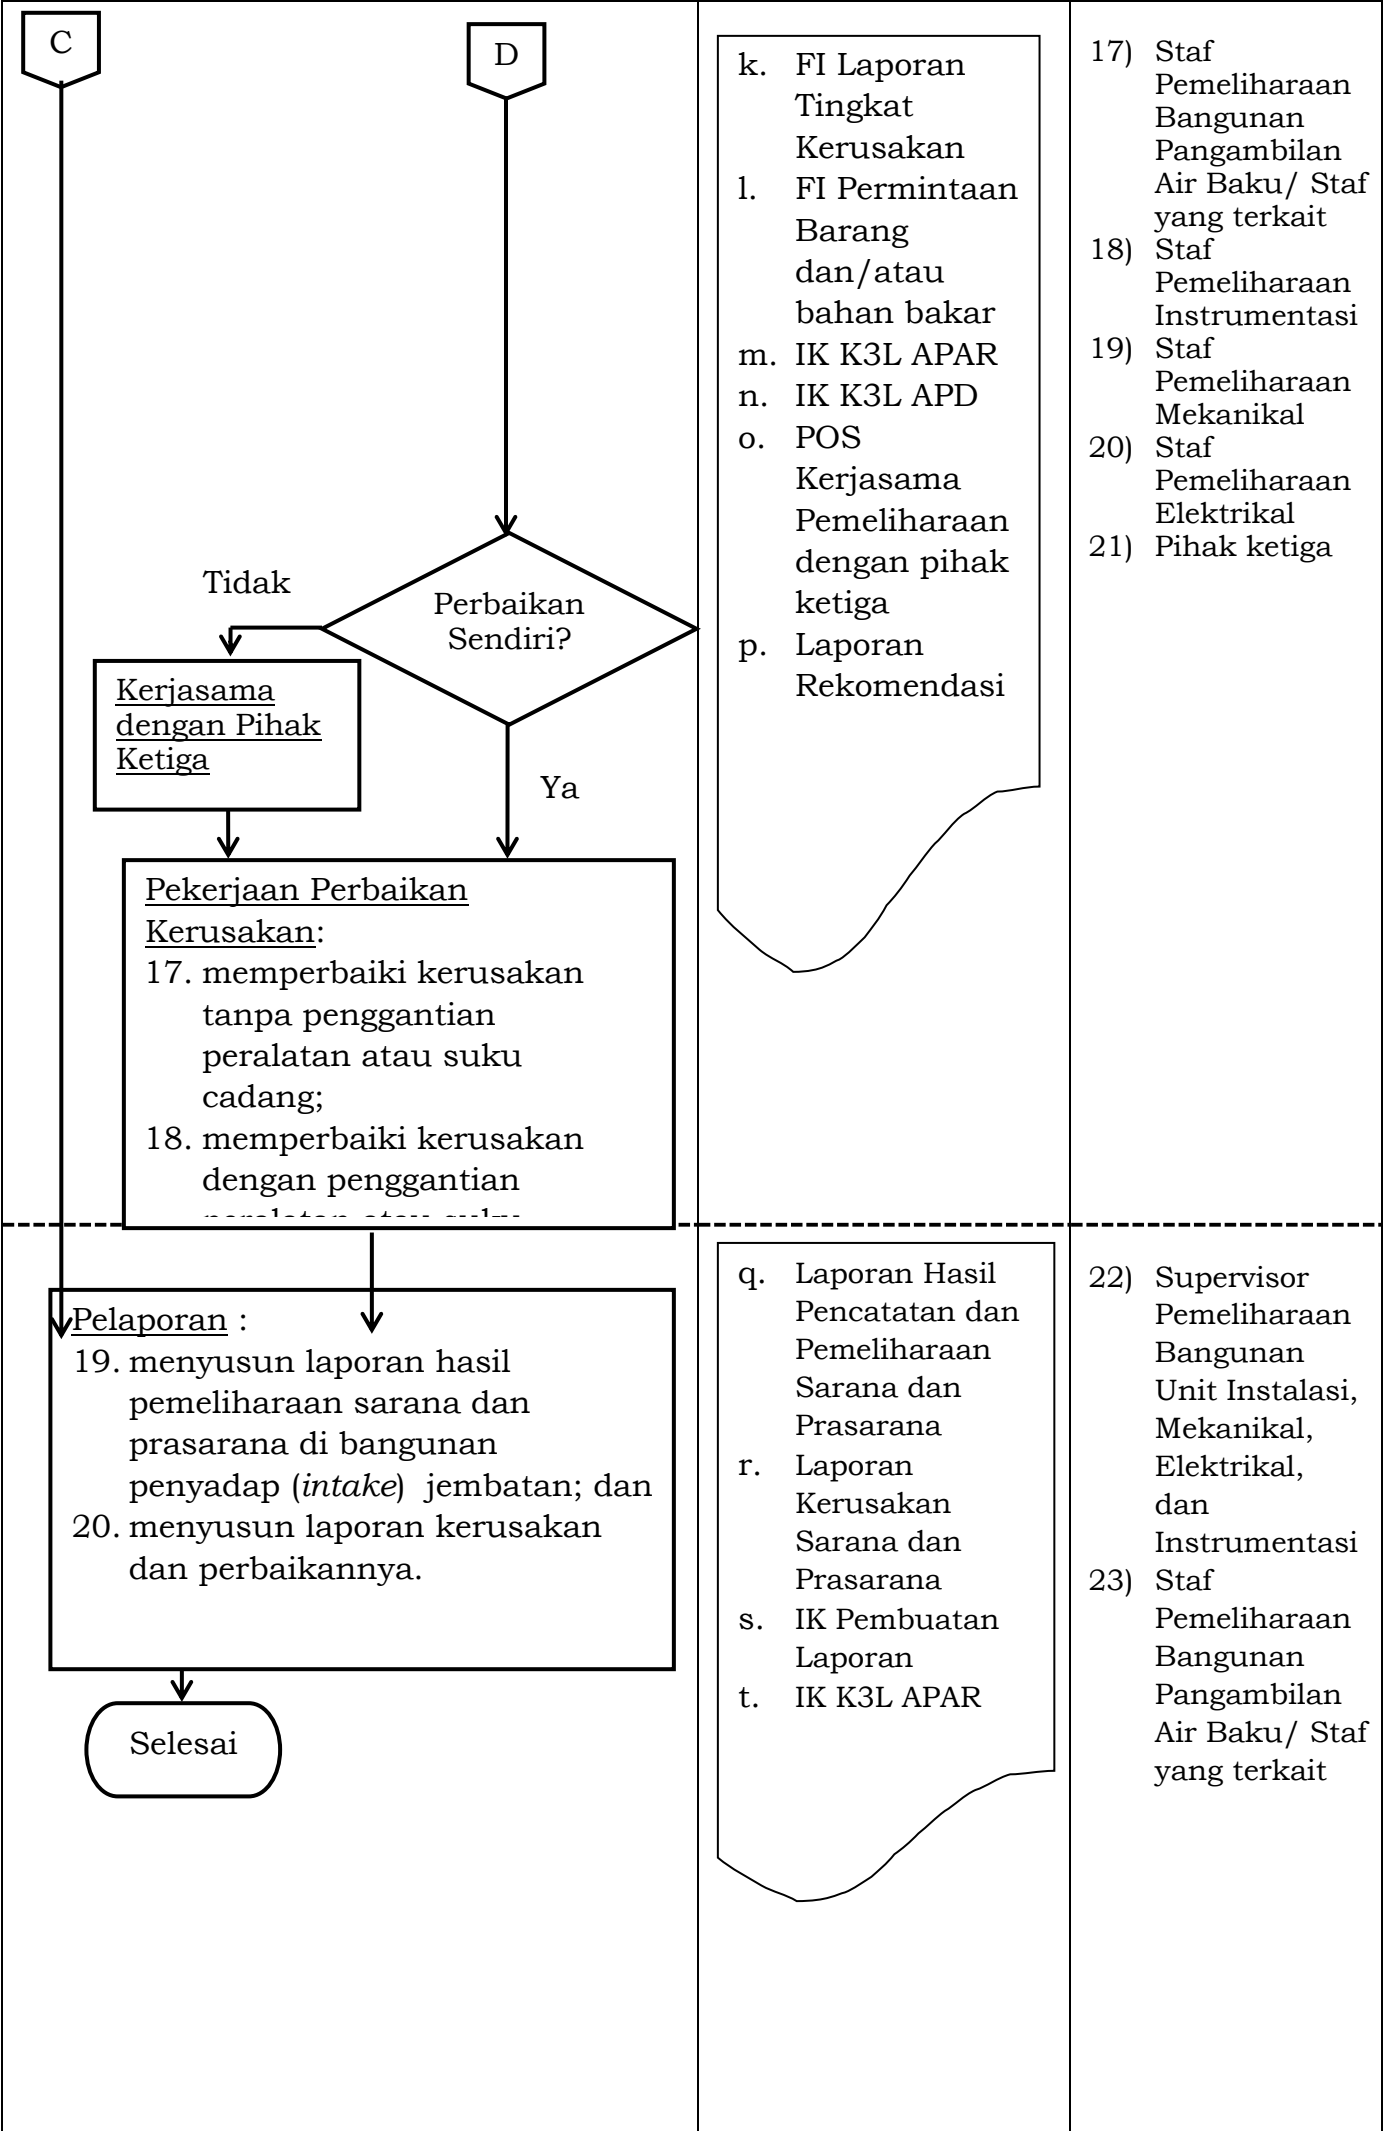 C
D
Tidak
Perbaikan
Sendiri?
Kerjasama
dengan Pihak
Ketiga
Ya
Pekerjaan Perbaikan
Kerusakan:
17. memperbaiki kerusakan
tanpa penggantian
peralatan atau suku
cadang;
18. memperbaiki kerusakan
dengan penggantian
peralatan atau suku
Pelaporan :
19. menyusun laporan hasil
pemeliharaan sarana dan
prasarana di bangunan
penyadap (intake) jembatan; dan
20. menyusun laporan kerusakan
dan perbaikannya.
Selesai
k. FI Laporan
Tingkat
Kerusakan
l. FI Permintaan
Barang
dan/atau
bahan bakar
m. IK K3L APAR
n. IK K3L APD
o. POS
Kerjasama
Pemeliharaan
dengan pihak
ketiga
p. Laporan
Rekomendasi
q. Laporan Hasil
Pencatatan dan
Pemeliharaan
Sarana dan
Prasarana
r. Laporan
Kerusakan
Sarana dan
Prasarana
s. IK Pembuatan
Laporan
t. IK K3L APAR
17) Staf
Pemeliharaan
Bangunan
Pangambilan
Air Baku/ Staf
yang terkait
18) Staf
Pemeliharaan
Instrumentasi
19) Staf
Pemeliharaan
Mekanikal
20) Staf
Pemeliharaan
Elektrikal
21) Pihak ketiga
22) Supervisor
Pemeliharaan
Bangunan
Unit Instalasi,
Mekanikal,
Elektrikal,
dan
Instrumentasi
23) Staf
Pemeliharaan
Bangunan
Pangambilan
Air Baku/ Staf
yang terkait